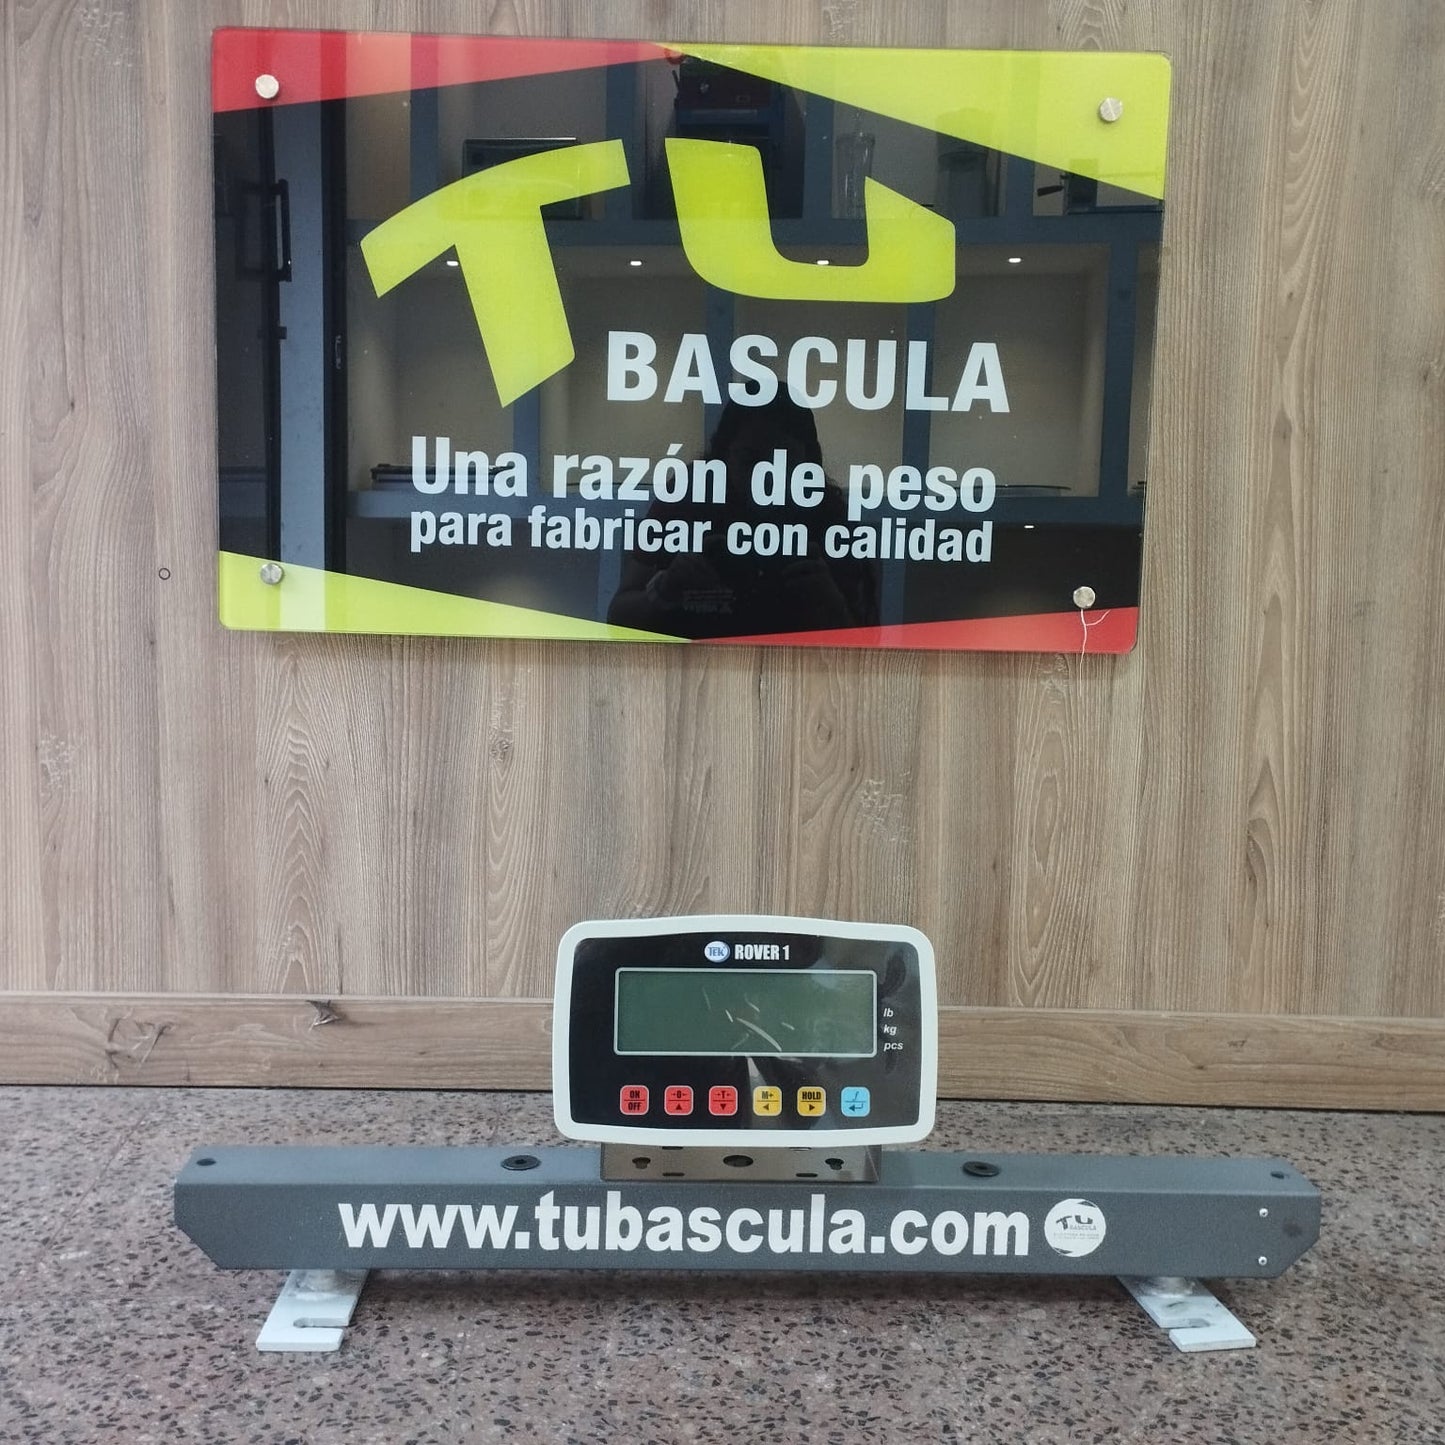 TU
BASCULA
Una razón de peso
para fabricar con calidad
TEK ROVER 1
lb
kg
pcs
ON
OFF
→0←
→T←
M+
HOLD
f
www.tubascula.com
TU
BASCULA